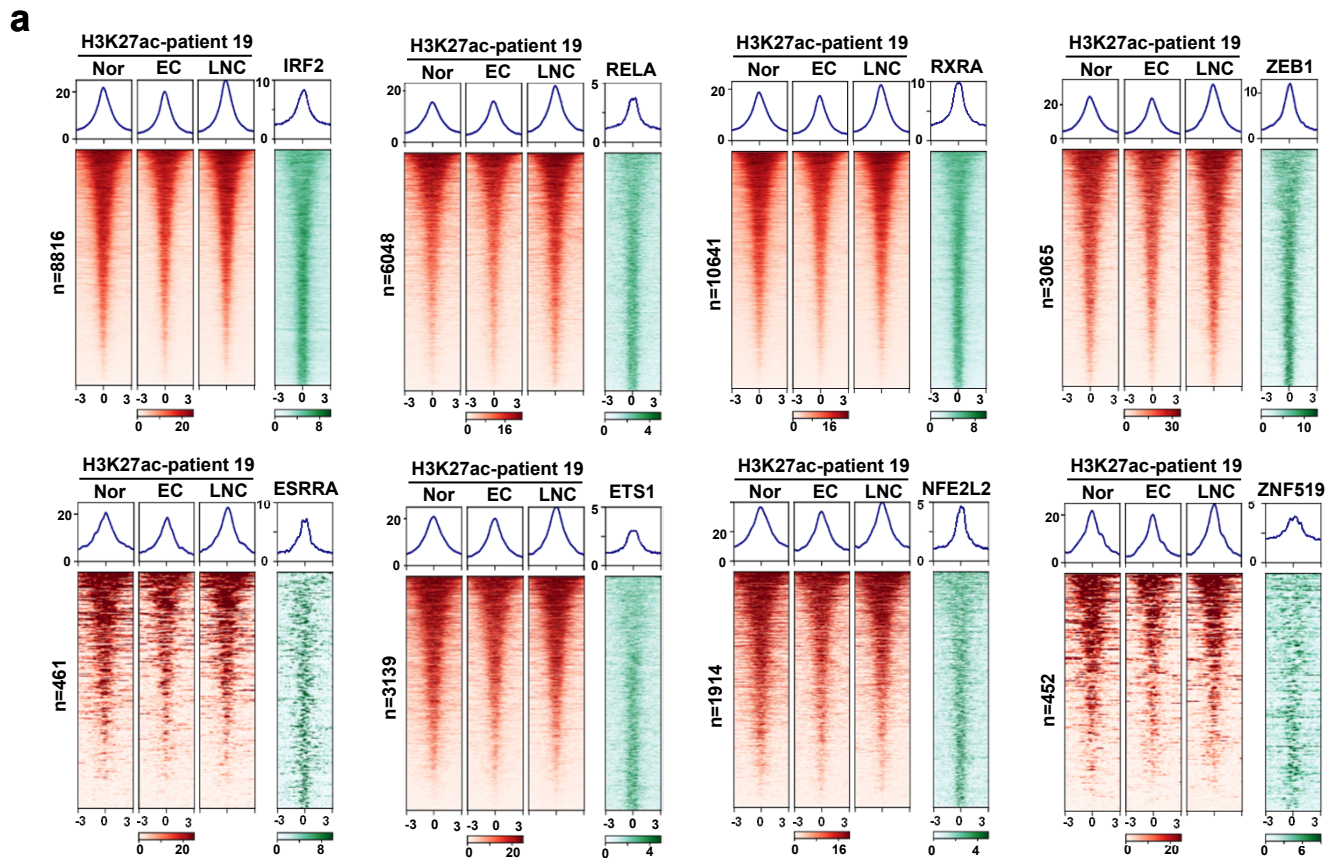 a
H3K27ac-patient 19
Nor EC LNC IRF2
20
0
10
0
n=8816
-3 0 3 -3 0 3
0 20 0 8
H3K27ac-patient 19
Nor EC LNC RELA
20
0
5
0
n=6048
-3 0 3 -3 0 3
0 16 0 4
H3K27ac-patient 19
Nor EC LNC RXRA
20
0
10
0
n=10641
-3 0 3 -3 0 3
0 16 0 8
H3K27ac-patient 19
Nor EC LNC ZEB1
20
0
10
0
n=3065
-3 0 3 -3 0 3
0 30 0 10
H3K27ac-patient 19
Nor EC LNC ESRRA
20
0
10
0
n=461
-3 0 3 -3 0 3
0 20 0 8
H3K27ac-patient 19
Nor EC LNC ETS1
20
0
5
0
n=3139
-3 0 3 -3 0 3
0 20 0 4
H3K27ac-patient 19
Nor EC LNC NFE2L2
20
0
5
0
n=1914
-3 0 3 -3 0 3
0 16 0 4
H3K27ac-patient 19
Nor EC LNC ZNF519
20
0
5
0
n=452
-3 0 3 -3 0 3
0 20 0 6